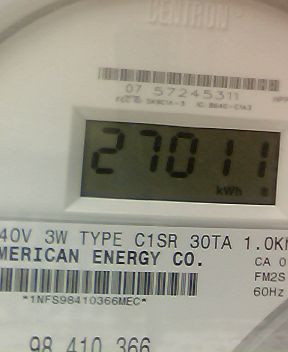 CENTRON
07 57245311
27011
kWh
40V 3W TYPE C1SR 30TA 1.0Kh
MERICAN ENERGY CO.
CA 0
FM2S
*1NFS98410366MEC*
60Hz
98 410 366